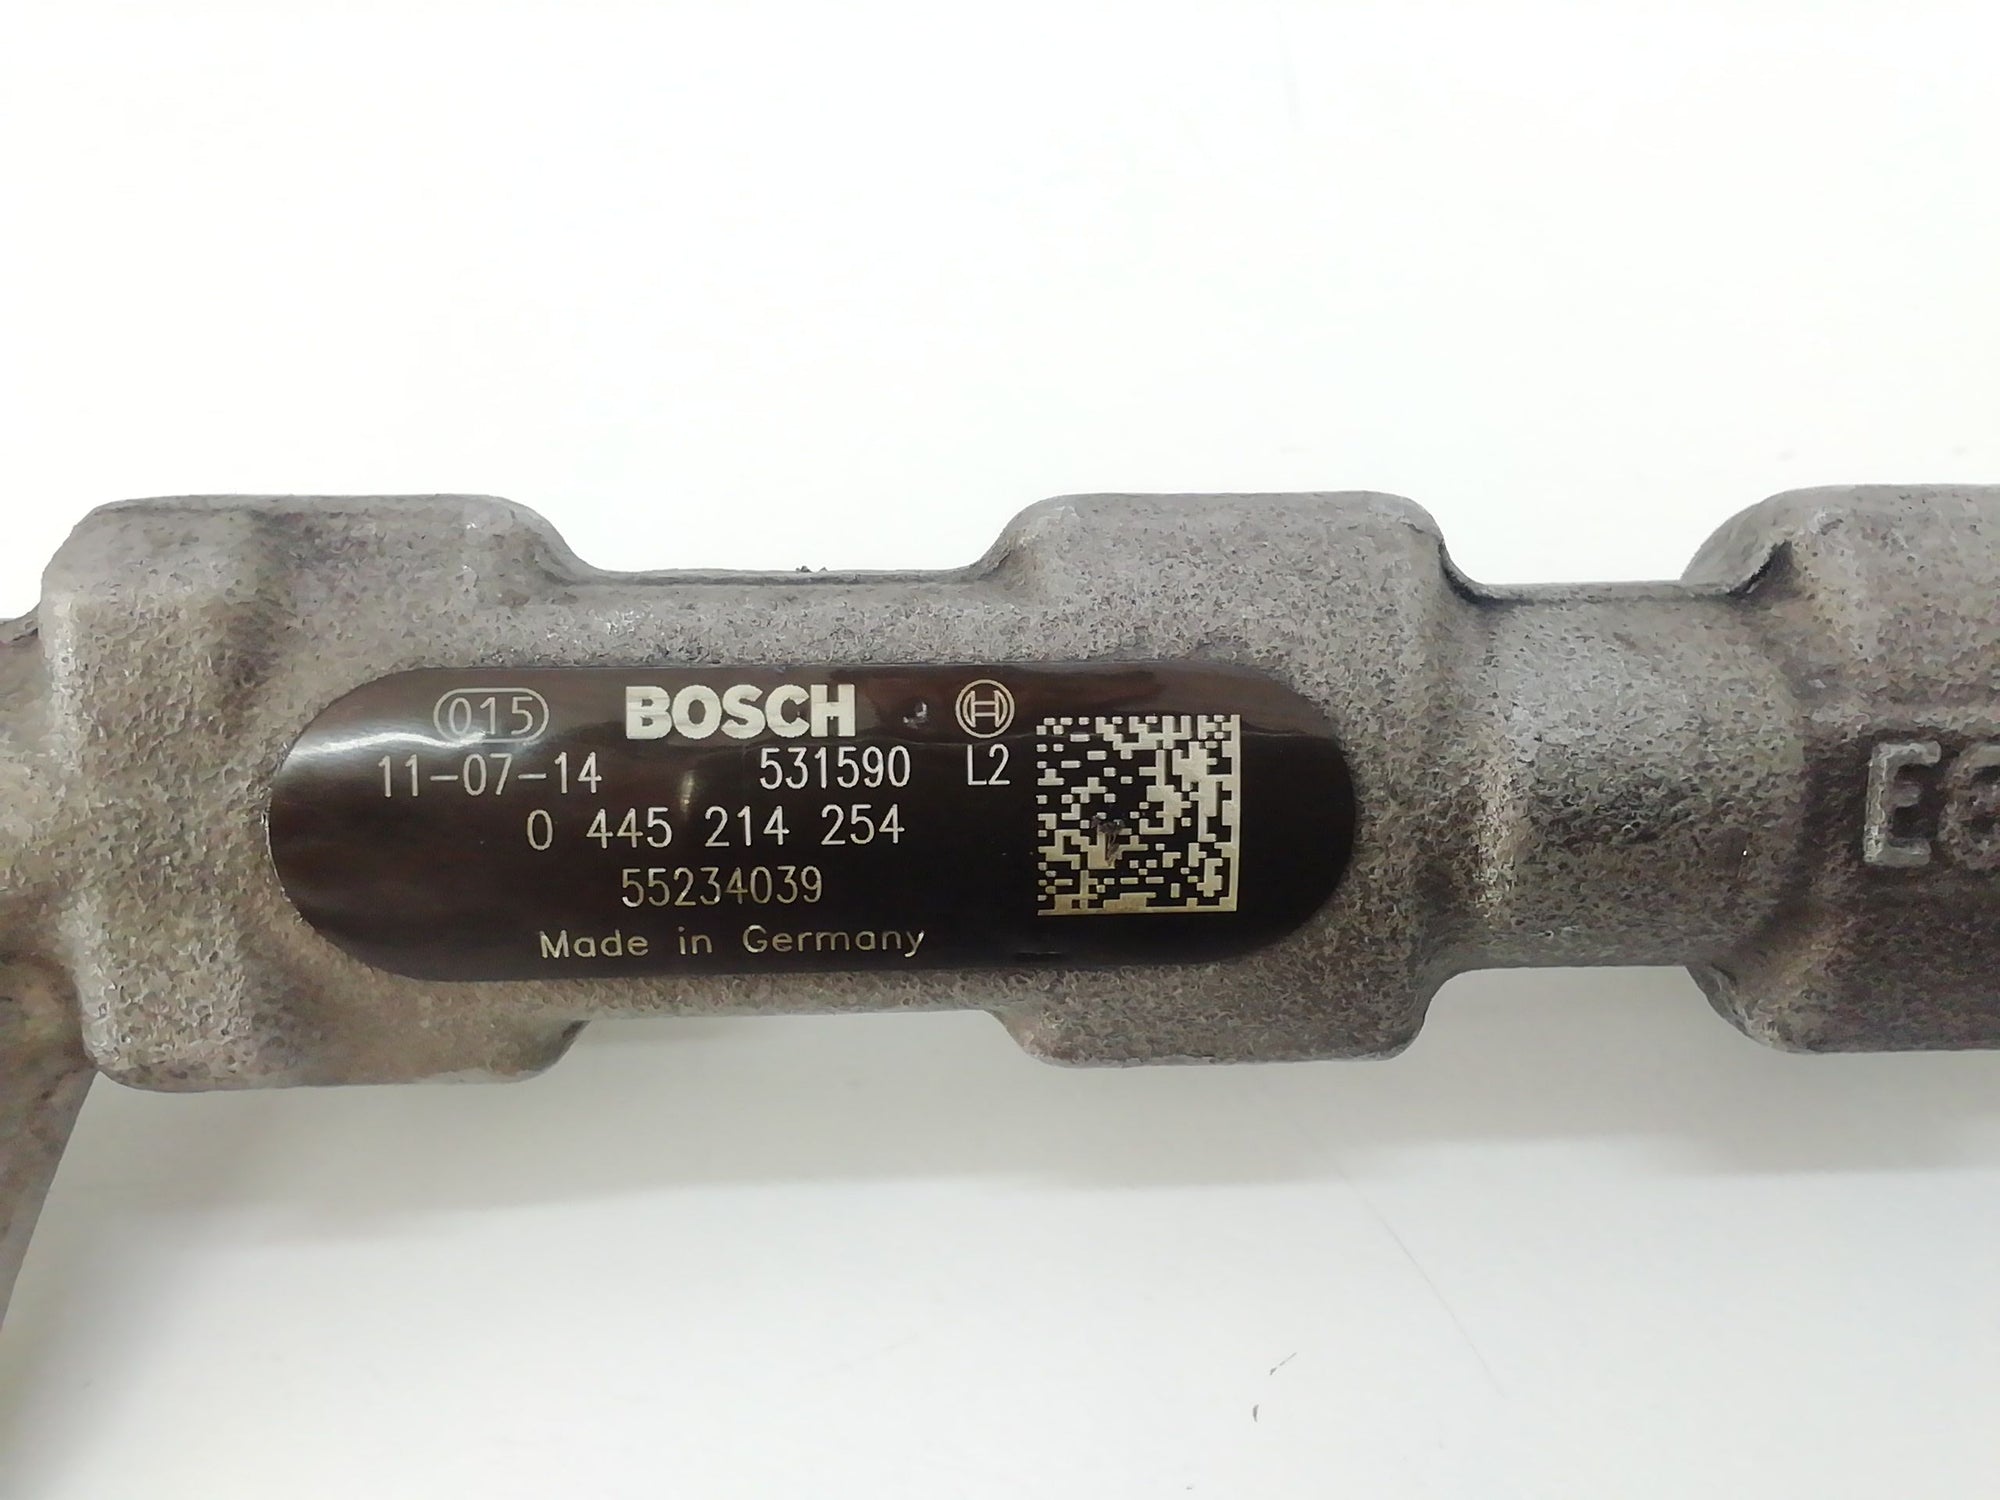 015 BOSCH
11-07-14 531590 L2
0 445 214 254
55234039
Made in Germany